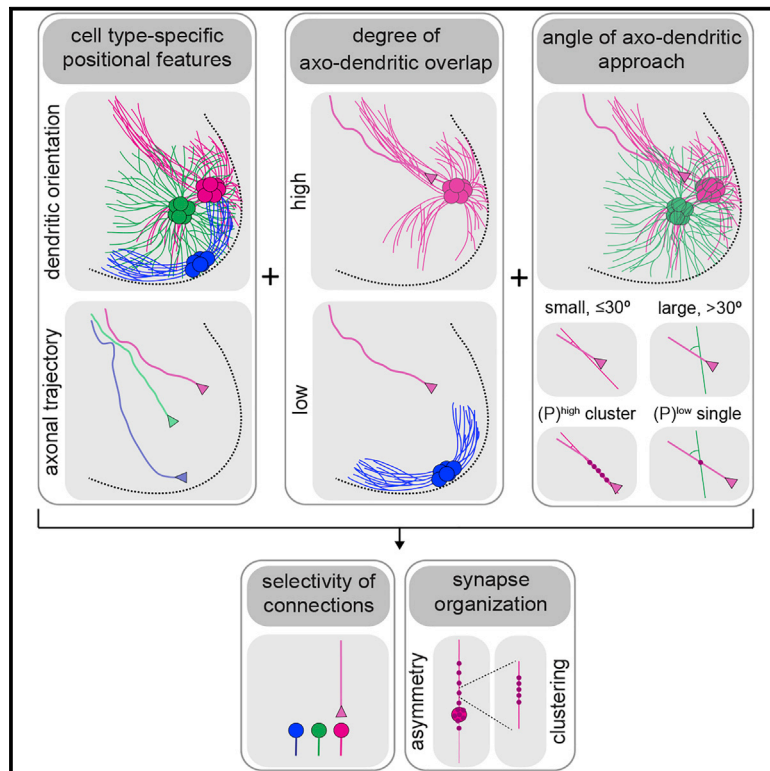 cell type-specific
positional features
dendritic orientation
axonal trajectory
+
degree of
axo-dendritic overlap
high
low
+
angle of axo-dendritic
approach
small, ≤30º
large, >30º
(P)high cluster
(P)low single
selectivity of
connections
synapse
organization
asymmetry
clustering